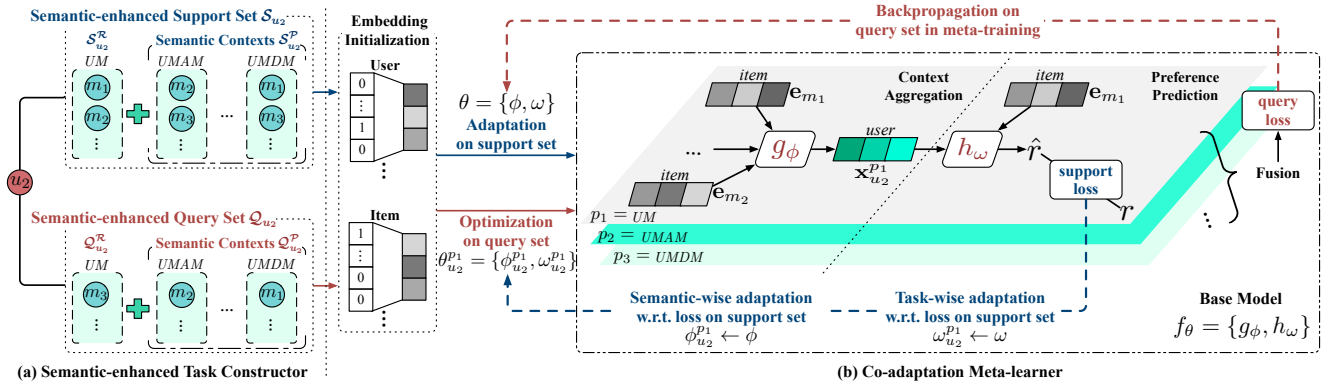 Semantic-enhanced Support Set 𝒮_{u_2}
𝒮^ℛ_{u_2}
Semantic Contexts 𝒮^𝒫_{u_2}
UM
UMAM
UMDM
m_1
m_2
⋮
m_2
m_3
⋮
...
m_1
m_3
⋮
u_2
Semantic-enhanced Query Set 𝒬_{u_2}
𝒬^ℛ_{u_2}
Semantic Contexts 𝒬^𝒫_{u_2}
UM
UMAM
UMDM
m_3
⋮
m_2
⋮
...
m_1
⋮
(a) Semantic-enhanced Task Constructor
Embedding
Initialization
User
0
⋮
1
0
⋮
Item
1
⋮
0
0
⋮
θ = {ϕ, ω}
Adaptation
on support set
Optimization
on query set
θ^{p_1}_{u_2} = {ϕ^{p_1}_{u_2}, ω^{p_1}_{u_2}}
Backpropagation on
query set in meta-training
item
e_{m_1}
Context
Aggregation
item
e_{m_1}
Preference
Prediction
query
loss
...
g_ϕ
user
x^{p_1}_{u_2}
h_ω
r̂
support
loss
r
item
e_{m_2}
Fusion
⋮
p_1 = UM
p_2 = UMAM
p_3 = UMDM
Semantic-wise adaptation
w.r.t. loss on support set
ϕ^{p_1}_{u_2} ← ϕ
Task-wise adaptation
w.r.t. loss on support set
ω^{p_1}_{u_2} ← ω
Base Model
f_θ = {g_ϕ, h_ω}
(b) Co-adaptation Meta-learner